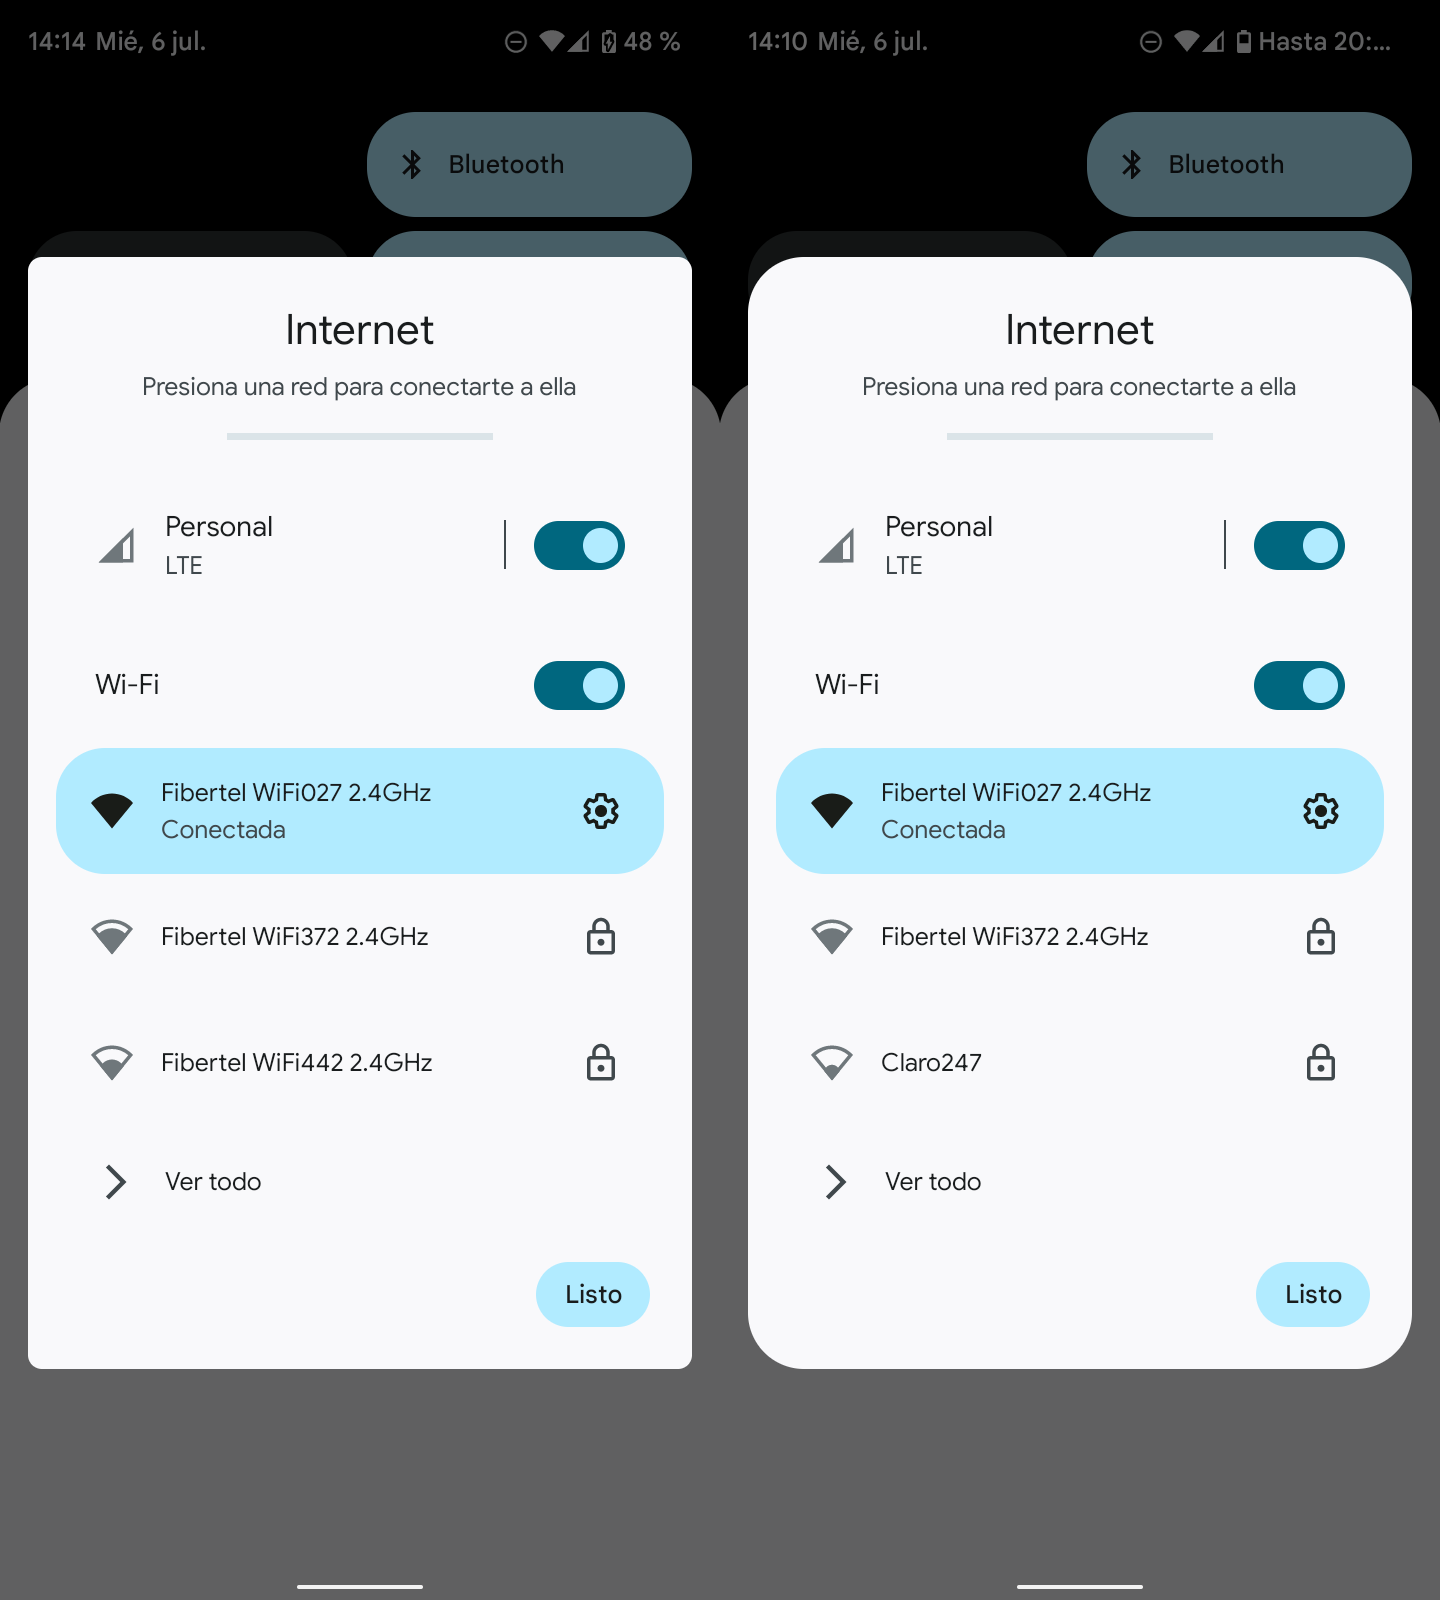 14:14 Mié, 6 jul.
48 %
Bluetooth
Internet
Presiona una red para conectarte a ella
Personal
LTE
Wi-Fi
Fibertel WiFi027 2.4GHz
Conectada
Fibertel WiFi372 2.4GHz
Fibertel WiFi442 2.4GHz
Ver todo
Listo
14:10 Mié, 6 jul.
Hasta 20:...
Bluetooth
Internet
Presiona una red para conectarte a ella
Personal
LTE
Wi-Fi
Fibertel WiFi027 2.4GHz
Conectada
Fibertel WiFi372 2.4GHz
Claro247
Ver todo
Listo